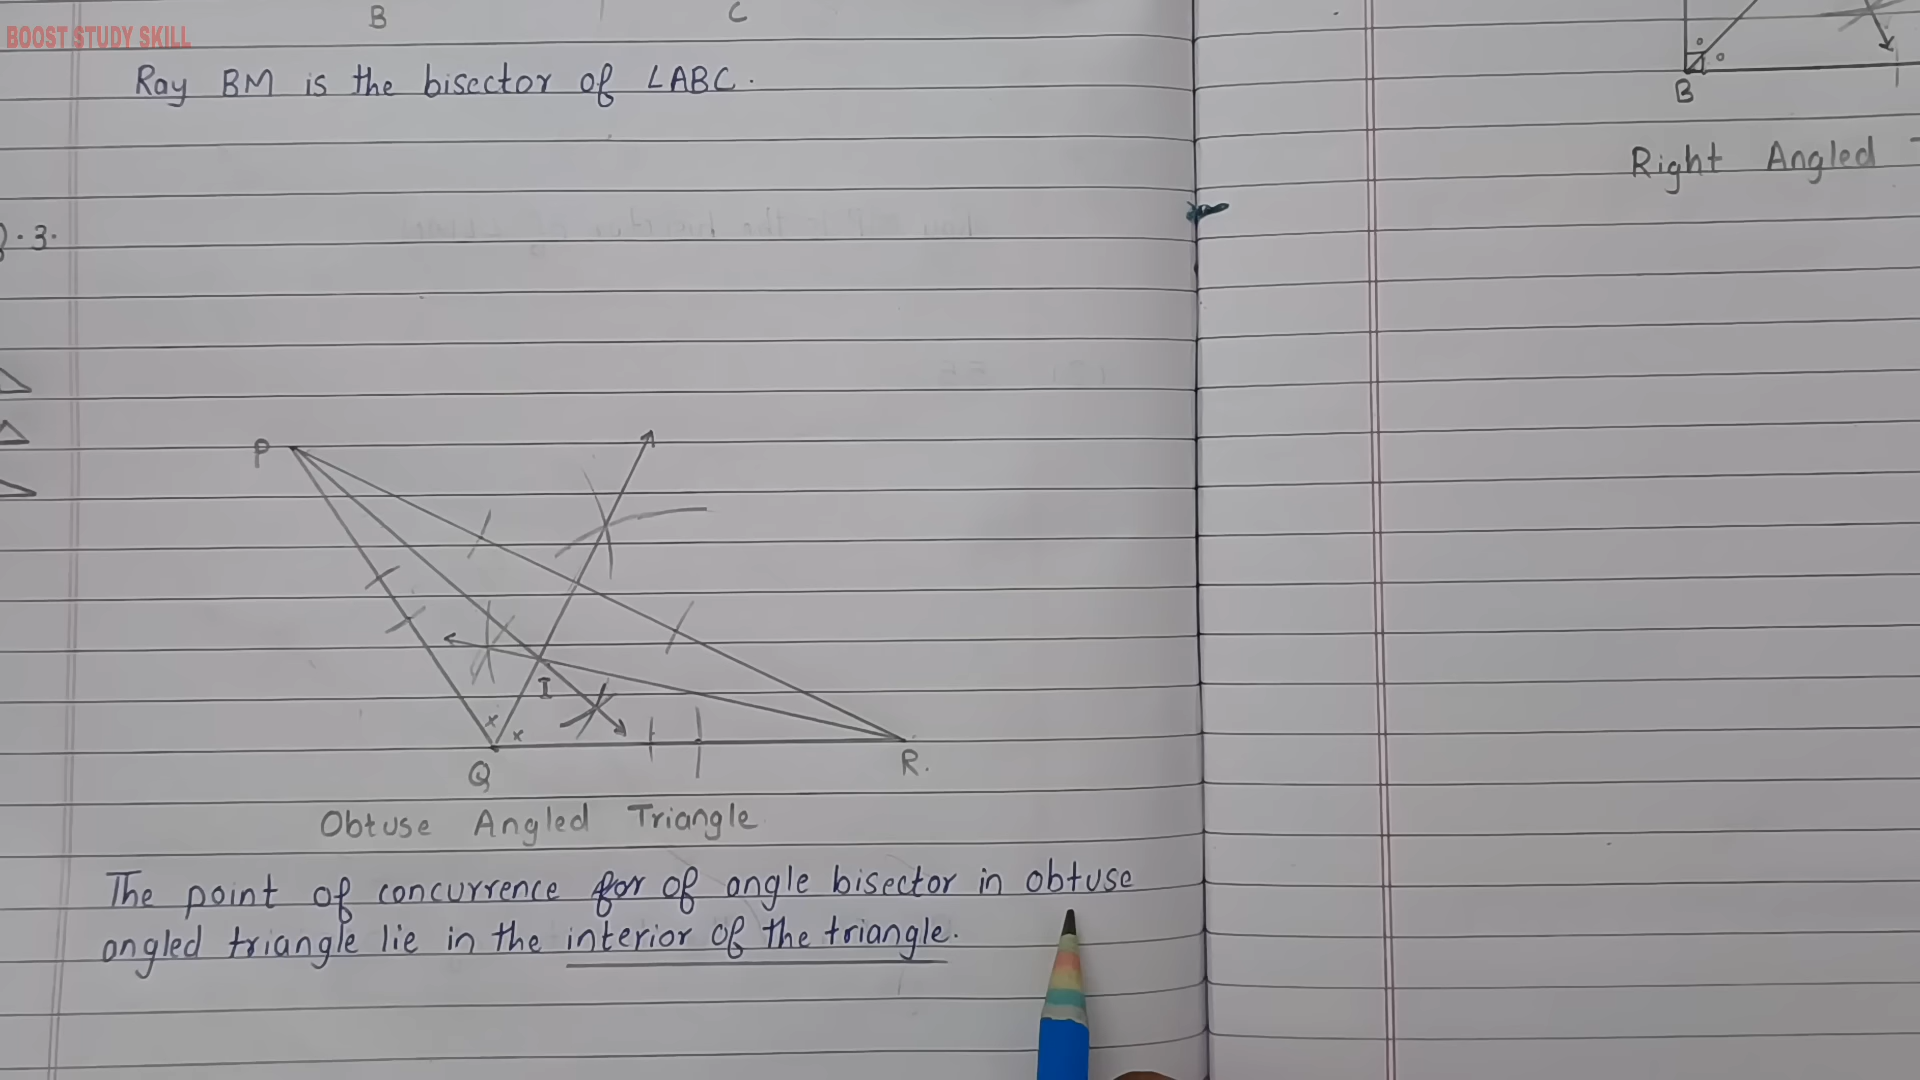 B C
BOOST STUDY SKILL
Ray BM is the bisector of ∠ABC.
B
Right Angled
.3.
P
I
x x
Q R.
Obtuse Angled Triangle
The point of concurrence for of angle bisector in obtuse
angled triangle lie in the interior of the triangle.